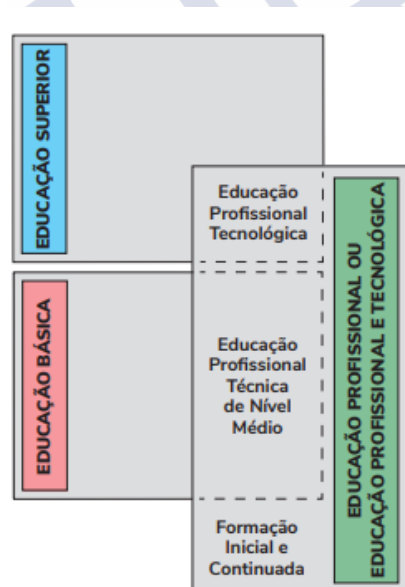 EDUCAÇÃO SUPERIOR
Educação
Profissional
Tecnológica
EDUCAÇÃO BÁSICA
Educação
Profissional
Técnica
de Nível
Médio
Formação
Inicial e
Continuada
EDUCAÇÃO PROFISSIONAL OU
EDUCAÇÃO PROFISSIONAL E TECNOLÓGICA